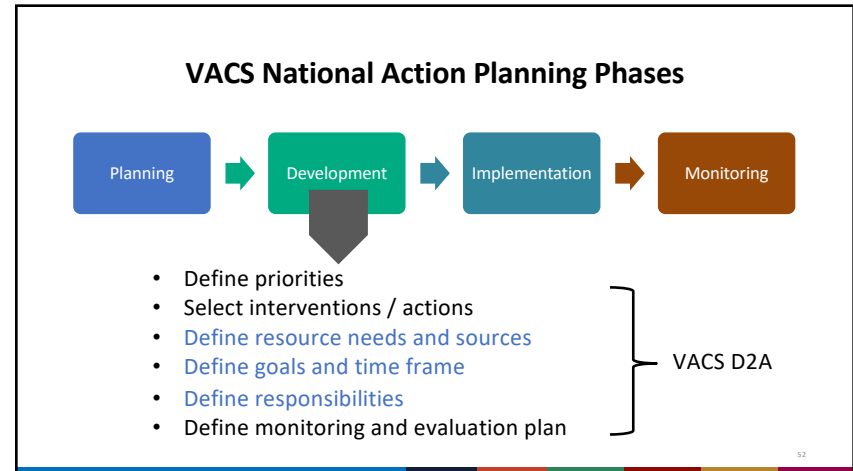 VACS National Action Planning Phases
Planning
Development
Implementation
Monitoring
• Define priorities
• Select interventions / actions
• Define resource needs and sources
• Define goals and time frame
• Define responsibilities
• Define monitoring and evaluation plan
VACS D2A
52